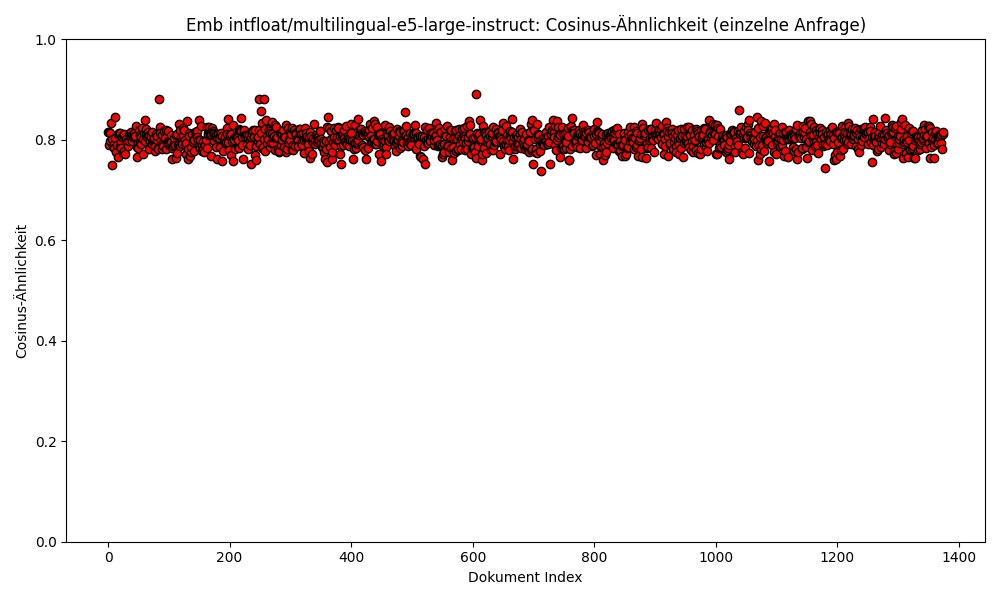 Emb intfloat/multilingual-e5-large-instruct: Cosinus-Ähnlichkeit (einzelne Anfrage)
1.0
0.8
0.6
0.4
0.2
0.0
Cosinus-Ähnlichkeit
0 200 400 600 800 1000 1200 1400
Dokument Index